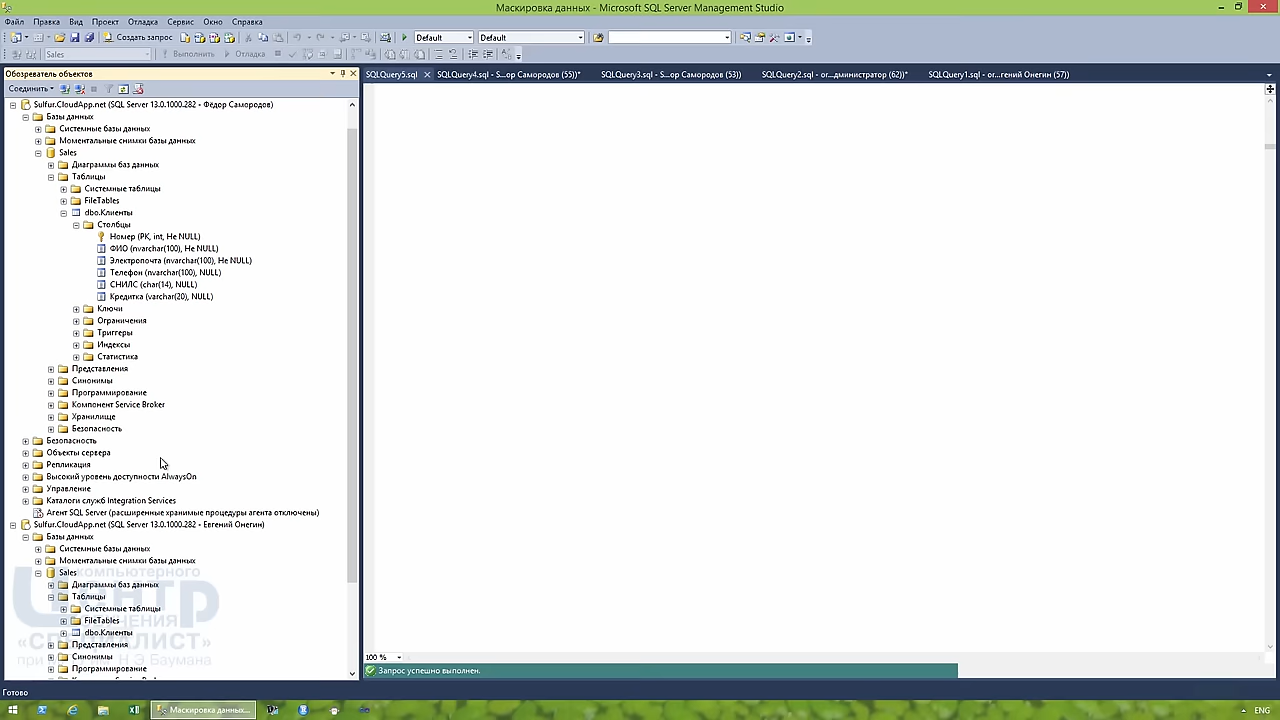 Маскировка данных - Microsoft SQL Server Management Studio
Файл Правка Вид Проект Отладка Сервис Окно Справка
Создать запрос Default Default
Sales Выполнить Отладка
Обозреватель объектов
SQLQuery5.sql SQLQuery4.sql - S...ор Самородов (55))* SQLQuery3.sql - S...ор Самородов (53)) SQLQuery2.sql - or...дминистратор (62))* SQLQuery1.sql - or...гений Онегин (57))
Соединить
Sulfur.CloudApp.net (SQL Server 13.0.1000.282 - Фёдор Самородов)
Базы данных
Системные базы данных
Моментальные снимки базы данных
Sales
Диаграммы баз данных
Таблицы
Системные таблицы
FileTables
dbo.Клиенты
Столбцы
Номер (PK, int, Не NULL)
ФИО (nvarchar(100), Не NULL)
Электропочта (nvarchar(100), Не NULL)
Телефон (nvarchar(100), NULL)
СНИЛС (char(14), NULL)
Кредитка (varchar(20), NULL)
Ключи
Ограничения
Триггеры
Индексы
Статистика
Представления
Синонимы
Программирование
Компонент Service Broker
Хранилище
Безопасность
Безопасность
Объекты сервера
Репликация
Высокий уровень доступности AlwaysOn
Управление
Каталоги служб Integration Services
Агент SQL Server (расширенные хранимые процедуры агента отключены)
Sulfur.CloudApp.net (SQL Server 13.0.1000.282 - Евгений Онегин)
Базы данных
Системные базы данных
Моментальные снимки базы данных
Sales
Диаграммы баз данных
Таблицы
Системные таблицы
FileTables
dbo.Клиенты
Представления
Синонимы
Программирование
100 %
Запрос успешно выполнен.
Готово
Маскировка данных...
ENG